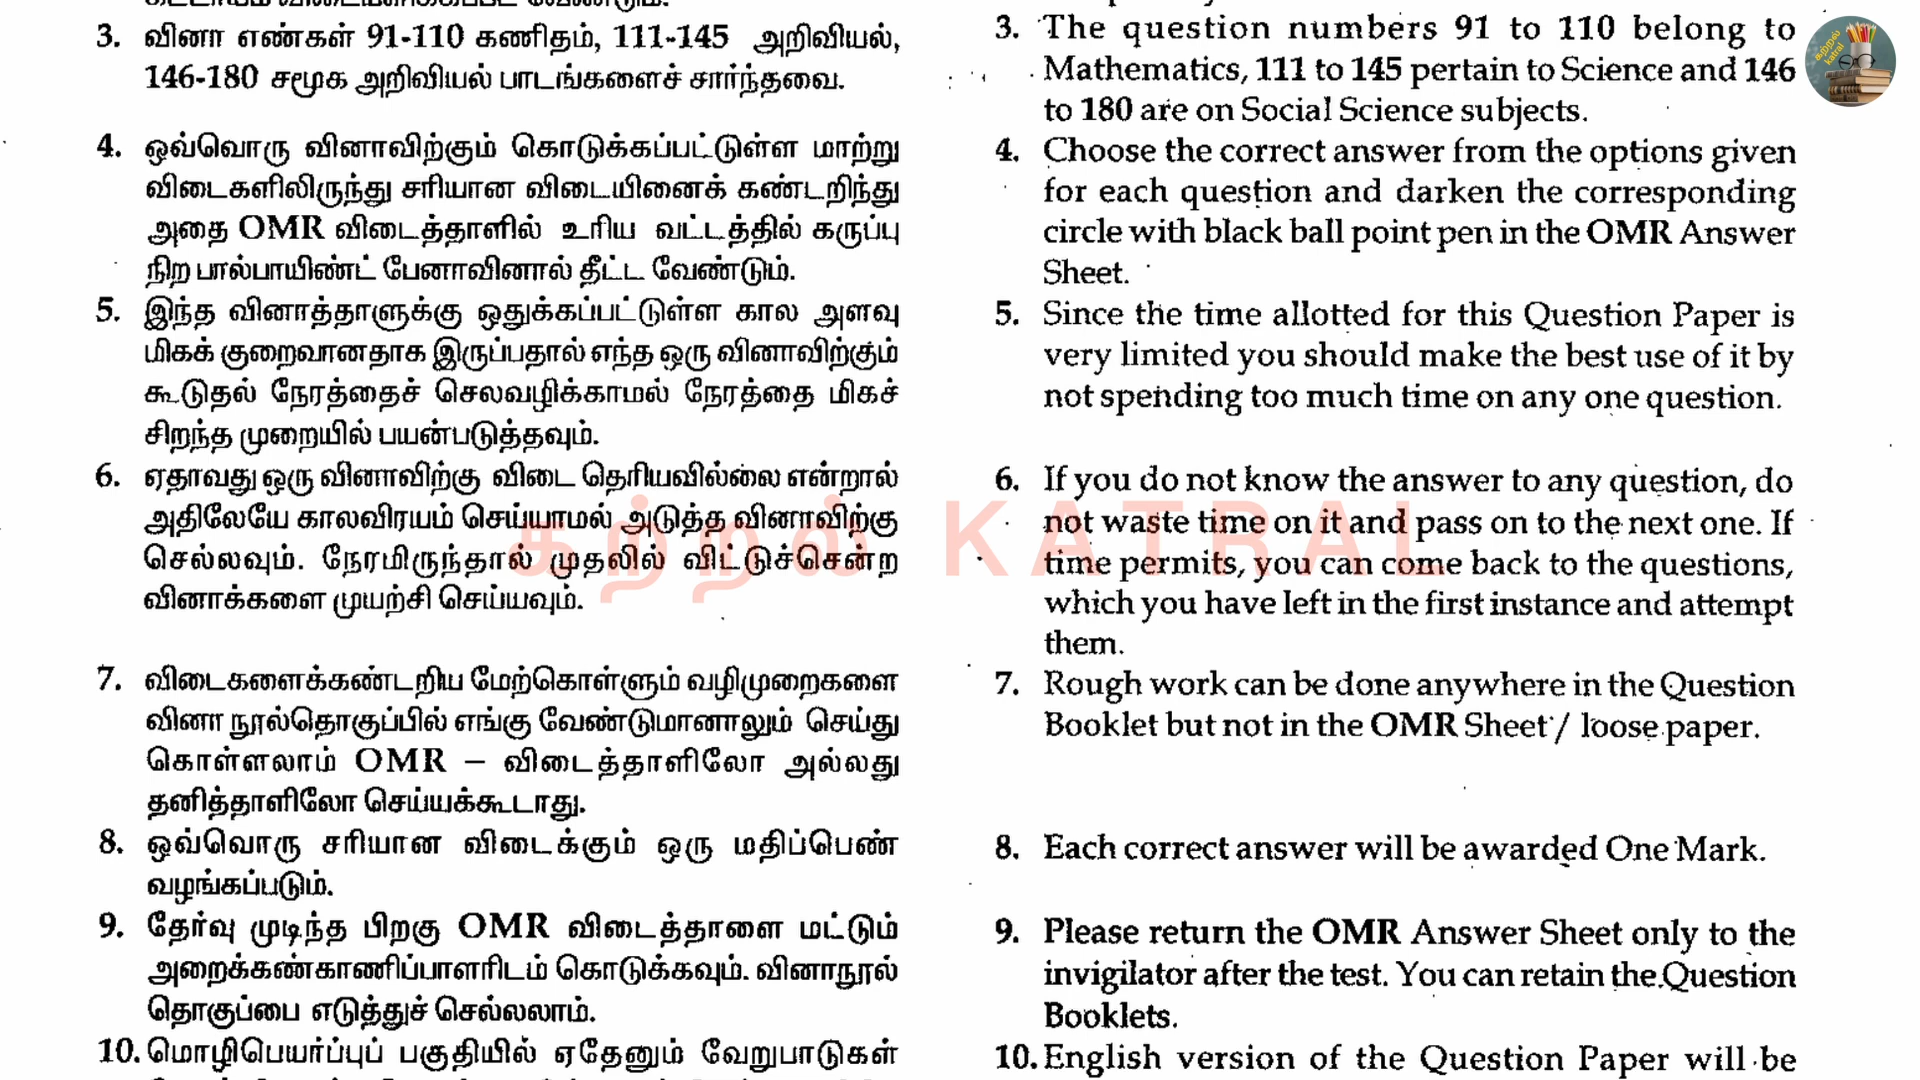 3. வினா எண்கள் 91-110 கணிதம், 111-145 அறிவியல்,
146-180 சமூக அறிவியல் பாடங்களைச் சார்ந்தவை.
4. ஒவ்வொரு வினாவிற்கும் கொடுக்கப்பட்டுள்ள மாற்று
விடைகளிலிருந்து சரியான விடையினைக் கண்டறிந்து
அதை OMR விடைத்தாளில் உரிய வட்டத்தில் கருப்பு
நிற பால்பாயிண்ட் பேனாவினால் தீட்ட வேண்டும்.
5. இந்த வினாத்தாளுக்கு ஒதுக்கப்பட்டுள்ள கால அளவு
மிகக் குறைவானதாக இருப்பதால் எந்த ஒரு வினாவிற்கும்
கூடுதல் நேரத்தைச் செலவழிக்காமல் நேரத்தை மிகச்
சிறந்த முறையில் பயன்படுத்தவும்.
6. ஏதாவது ஒரு வினாவிற்கு விடை தெரியவில்லை என்றால்
அதிலேயே காலவிரயம் செய்யாமல் அடுத்த வினாவிற்கு
செல்லவும். நேரமிருந்தால் முதலில் விட்டுச்சென்ற
வினாக்களை முயற்சி செய்யவும்.
7. விடைகளைக்கண்டறிய மேற்கொள்ளும் வழிமுறைகளை
வினா நூல்தொகுப்பில் எங்கு வேண்டுமானாலும் செய்து
கொள்ளலாம் OMR – விடைத்தாளிலோ அல்லது
தனித்தாளிலோ செய்யக்கூடாது.
8. ஒவ்வொரு சரியான விடைக்கும் ஒரு மதிப்பெண்
வழங்கப்படும்.
9. தேர்வு முடிந்த பிறகு OMR விடைத்தாளை மட்டும்
அறைக்கண்காணிப்பாளரிடம் கொடுக்கவும். வினாநூல்
தொகுப்பை எடுத்துச் செல்லலாம்.
10. மொழிபெயர்ப்புப் பகுதியில் ஏதேனும் வேறுபாடுகள்
3. The question numbers 91 to 110 belong to
Mathematics, 111 to 145 pertain to Science and 146
to 180 are on Social Science subjects.
4. Choose the correct answer from the options given
for each question and darken the corresponding
circle with black ball point pen in the OMR Answer
Sheet.
5. Since the time allotted for this Question Paper is
very limited you should make the best use of it by
not spending too much time on any one question.
6. If you do not know the answer to any question, do
not waste time on it and pass on to the next one. If
time permits, you can come back to the questions,
which you have left in the first instance and attempt
them.
7. Rough work can be done anywhere in the Question
Booklet but not in the OMR Sheet / loose paper.
8. Each correct answer will be awarded One Mark.
9. Please return the OMR Answer Sheet only to the
invigilator after the test. You can retain the Question
Booklets.
10. English version of the Question Paper will be
கற்றல் KATRAL
கற்றல்
katral